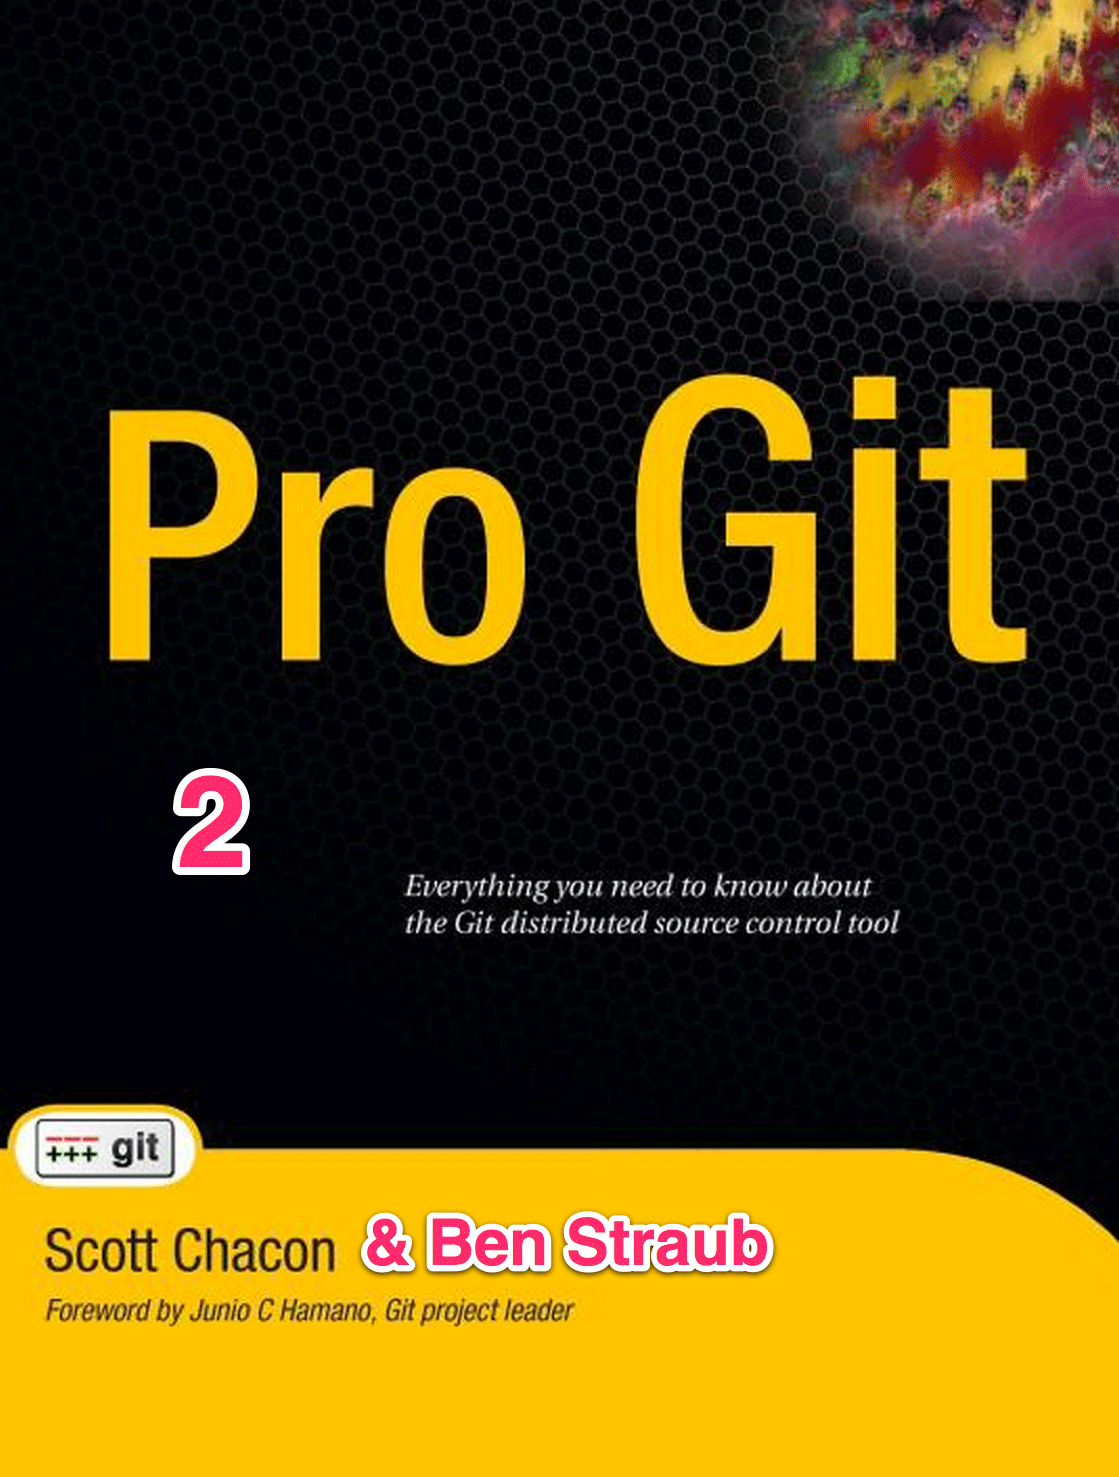 Pro Git
2
Everything you need to know about
the Git distributed source control tool
--- +++ git
Scott Chacon & Ben Straub
Foreword by Junio C Hamano, Git project leader